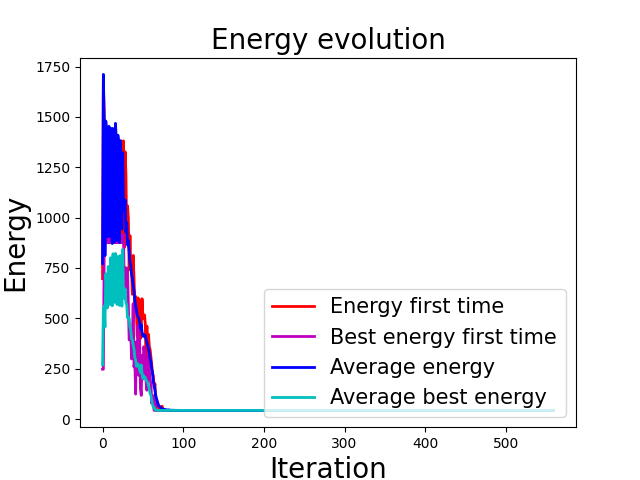 Energy evolution
1750
1500
1250
1000
750
500
250
0
Energy
Energy first time
Best energy first time
Average energy
Average best energy
0 100 200 300 400 500
Iteration